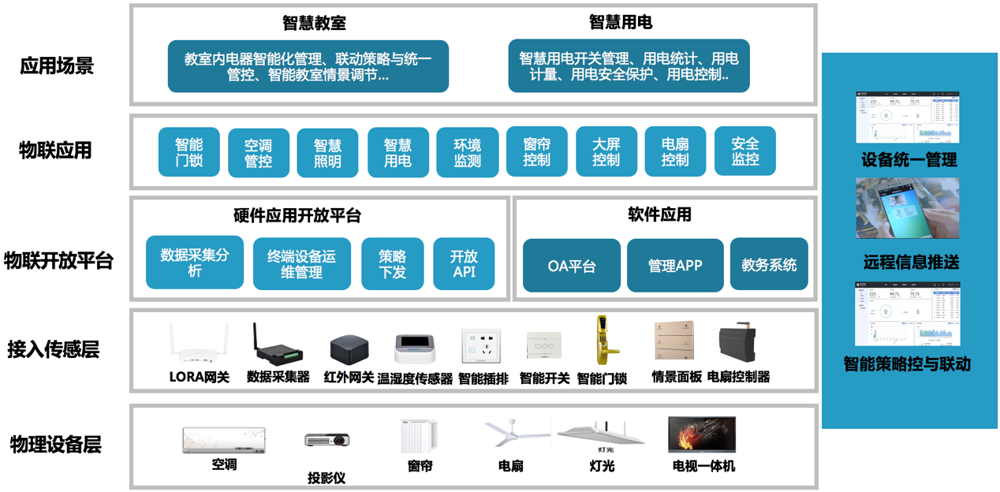 应用场景
智慧教室
教室内电器智能化管理、联动策略与统一
管控、智能教室情景调节...
智慧用电
智慧用电开关管理、用电统计、用电
计量、用电安全保护、用电控制..
物联应用
智能
门锁
空调
管控
智慧
照明
智慧
用电
环境
监测
窗帘
控制
大屏
控制
电扇
控制
安全
监控
物联开放平台
硬件应用开放平台
数据采集分
析
终端设备运
维管理
策略
下发
开放
API
软件应用
OA平台
管理APP
教务系统
接入传感层
LORA网关
数据采集器
红外网关
温湿度传感器
智能插排
智能开关
智能门锁
情景面板
电扇控制器
物理设备层
空调
投影仪
窗帘
电扇
灯光
灯光
电视一体机
215.
94.71.
75.73.
设备统一管理
远程信息推送
215.
94.71.
75.73.
智能策略控与联动